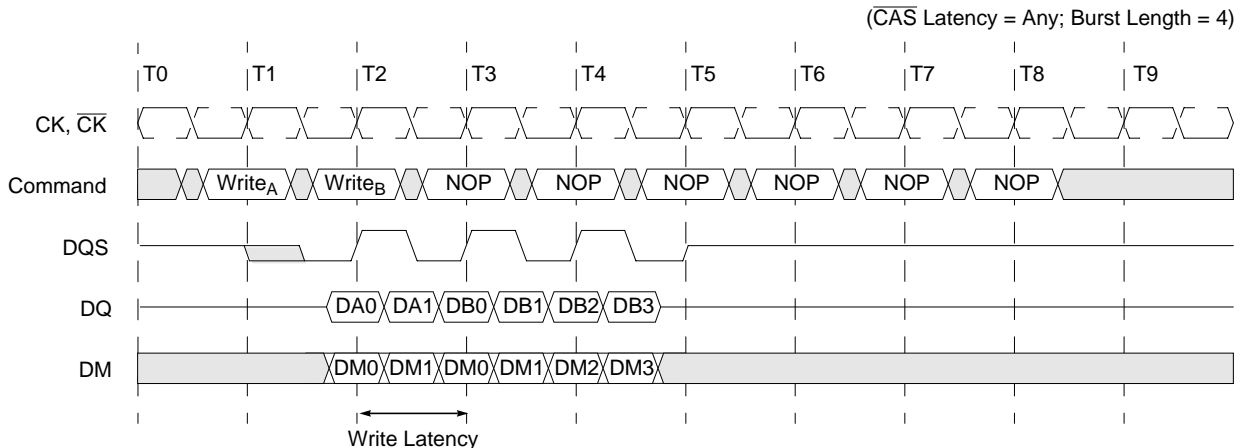 (CAS Latency = Any; Burst Length = 4)
T0 T1 T2 T3 T4 T5 T6 T7 T8 T9
CK, CK
Command WriteA WriteB NOP NOP NOP NOP NOP NOP
DQS
DQ DA0 DA1 DB0 DB1 DB2 DB3
DM DM0 DM1 DM0 DM1 DM2 DM3
Write Latency